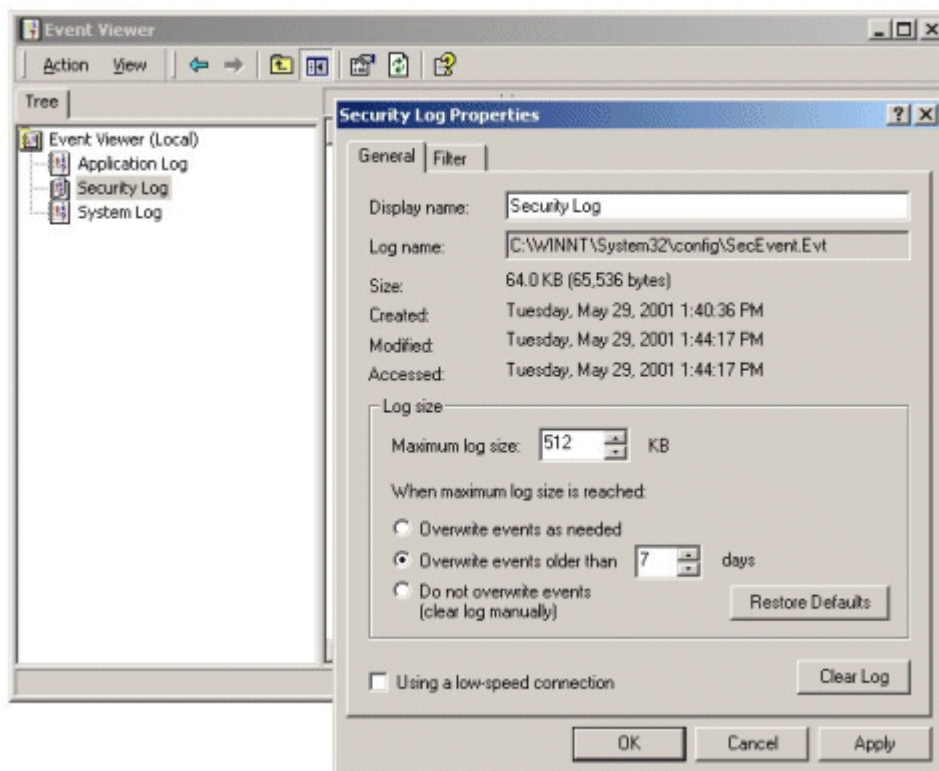 Event Viewer
Action View
Tree
Event Viewer (Local)
Application Log
Security Log
System Log
Security Log Properties
General Filter
Display name: Security Log
Log name: C:\WINNT\System32\config\SecEvent.Evt
Size: 64.0 KB (65,536 bytes)
Created: Tuesday, May 29, 2001 1:40:36 PM
Modified: Tuesday, May 29, 2001 1:44:17 PM
Accessed: Tuesday, May 29, 2001 1:44:17 PM
Log size
Maximum log size: 512 KB
When maximum log size is reached:
Overwrite events as needed
Overwrite events older than 7 days
Do not overwrite events
(clear log manually)
Restore Defaults
Using a low-speed connection
Clear Log
OK Cancel Apply